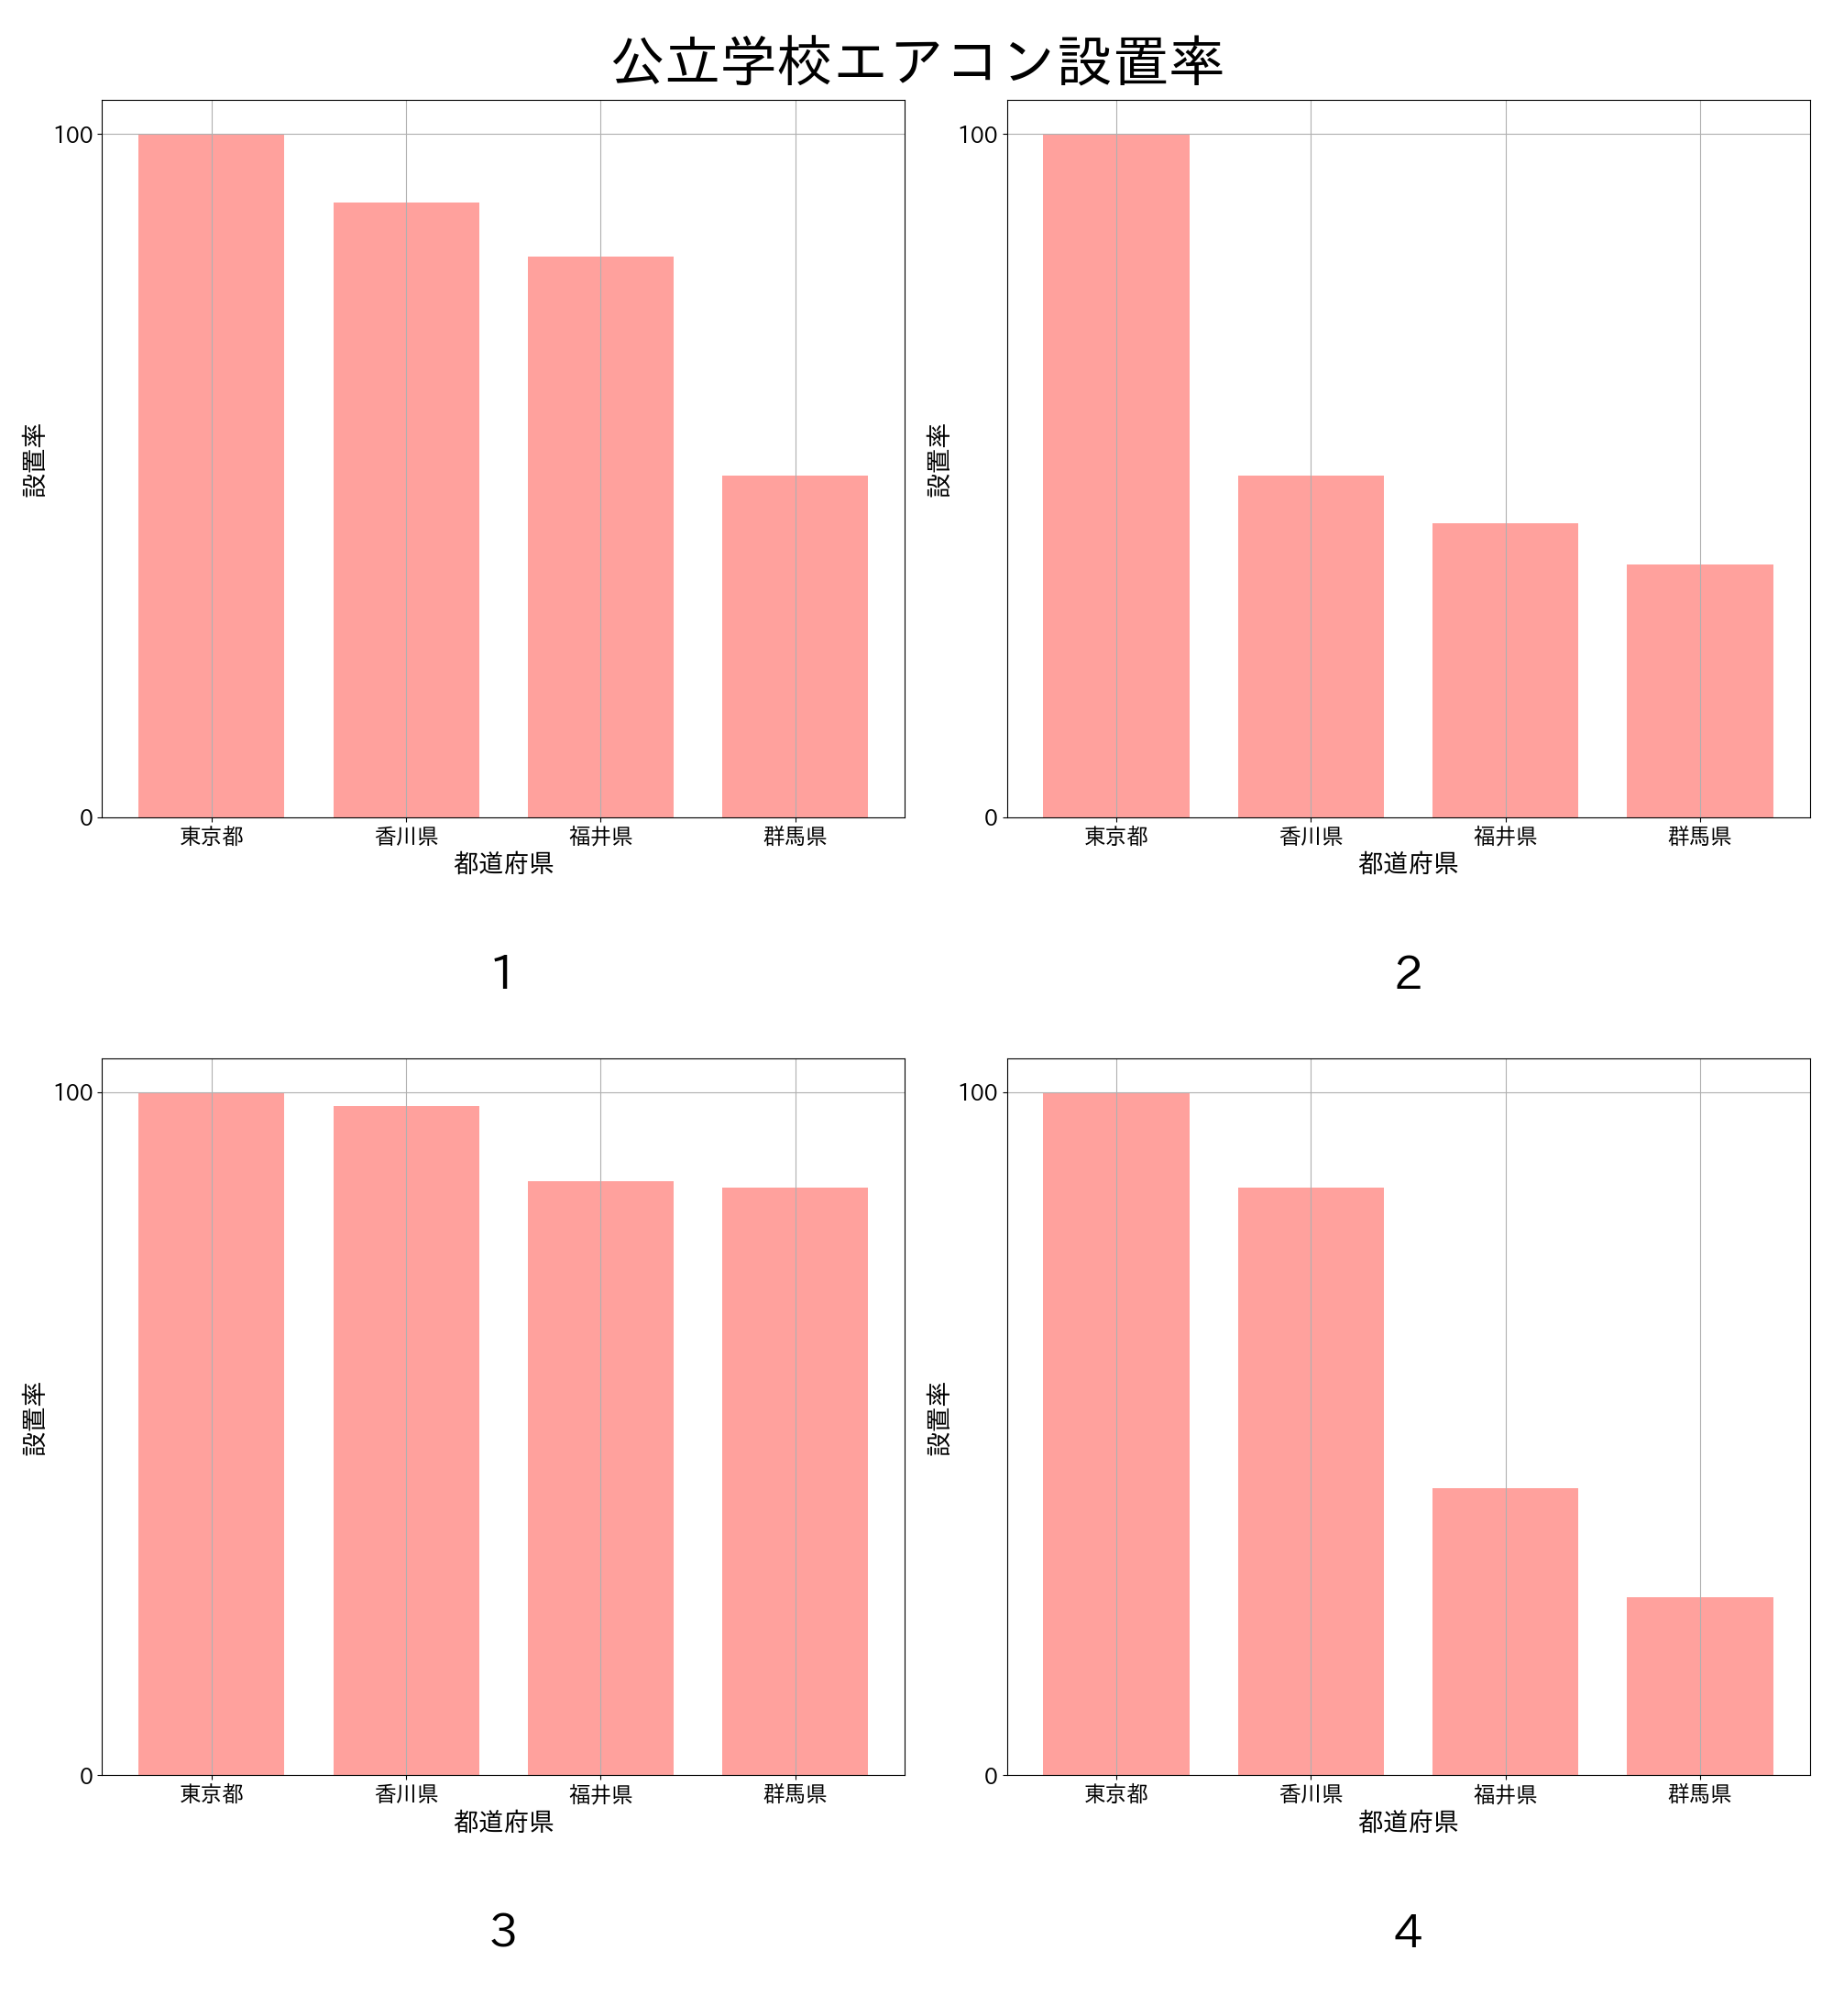 公立学校エアコン設置率
100
0
設置率
東京都 香川県 福井県 群馬県
都道府県
1
100
0
設置率
東京都 香川県 福井県 群馬県
都道府県
2
100
0
設置率
東京都 香川県 福井県 群馬県
都道府県
3
100
0
設置率
東京都 香川県 福井県 群馬県
都道府県
4